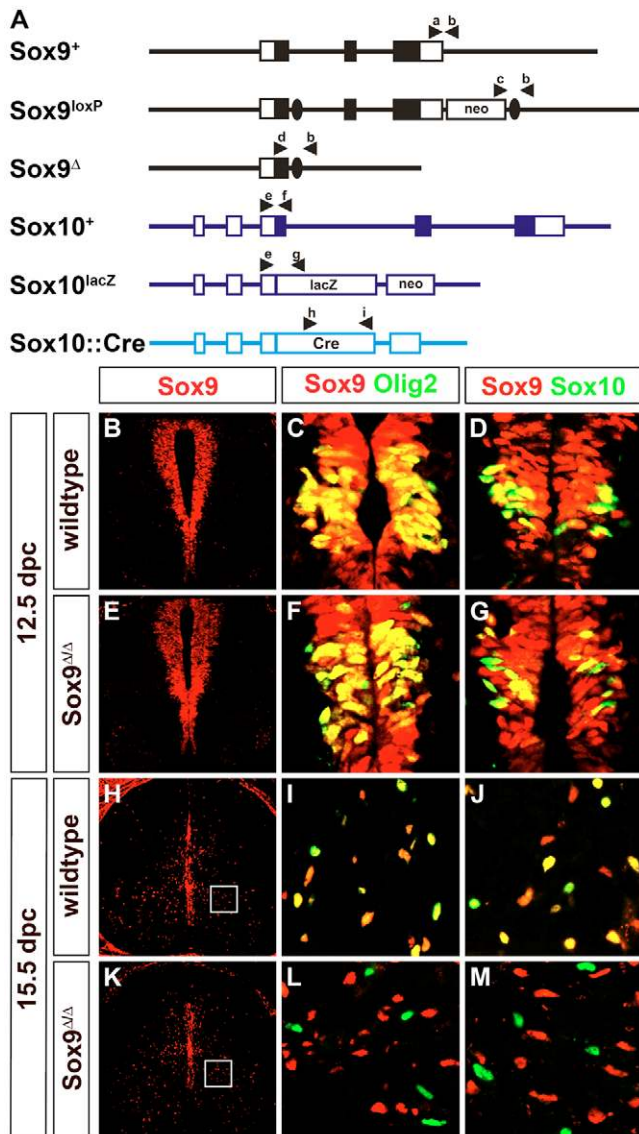 A
a b
Sox9+
c b
Sox9loxP
neo
d b
Sox9Δ
e f
Sox10+
e g
Sox10lacZ
lacZ
neo
h i
Sox10::Cre
Cre
Sox9
Sox9 Olig2
Sox9 Sox10
12.5 dpc
wildtype
B
C
D
Sox9Δ/Δ
E
F
G
15.5 dpc
wildtype
H
I
J
Sox9Δ/Δ
K
L
M